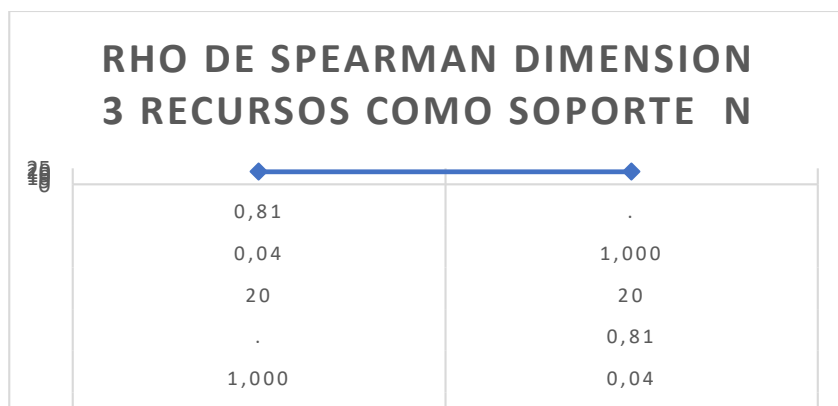 RHO DE SPEARMAN DIMENSION
3 RECURSOS COMO SOPORTE N
0,81 .
0,04 1,000
20 20
. 0,81
1,000 0,04